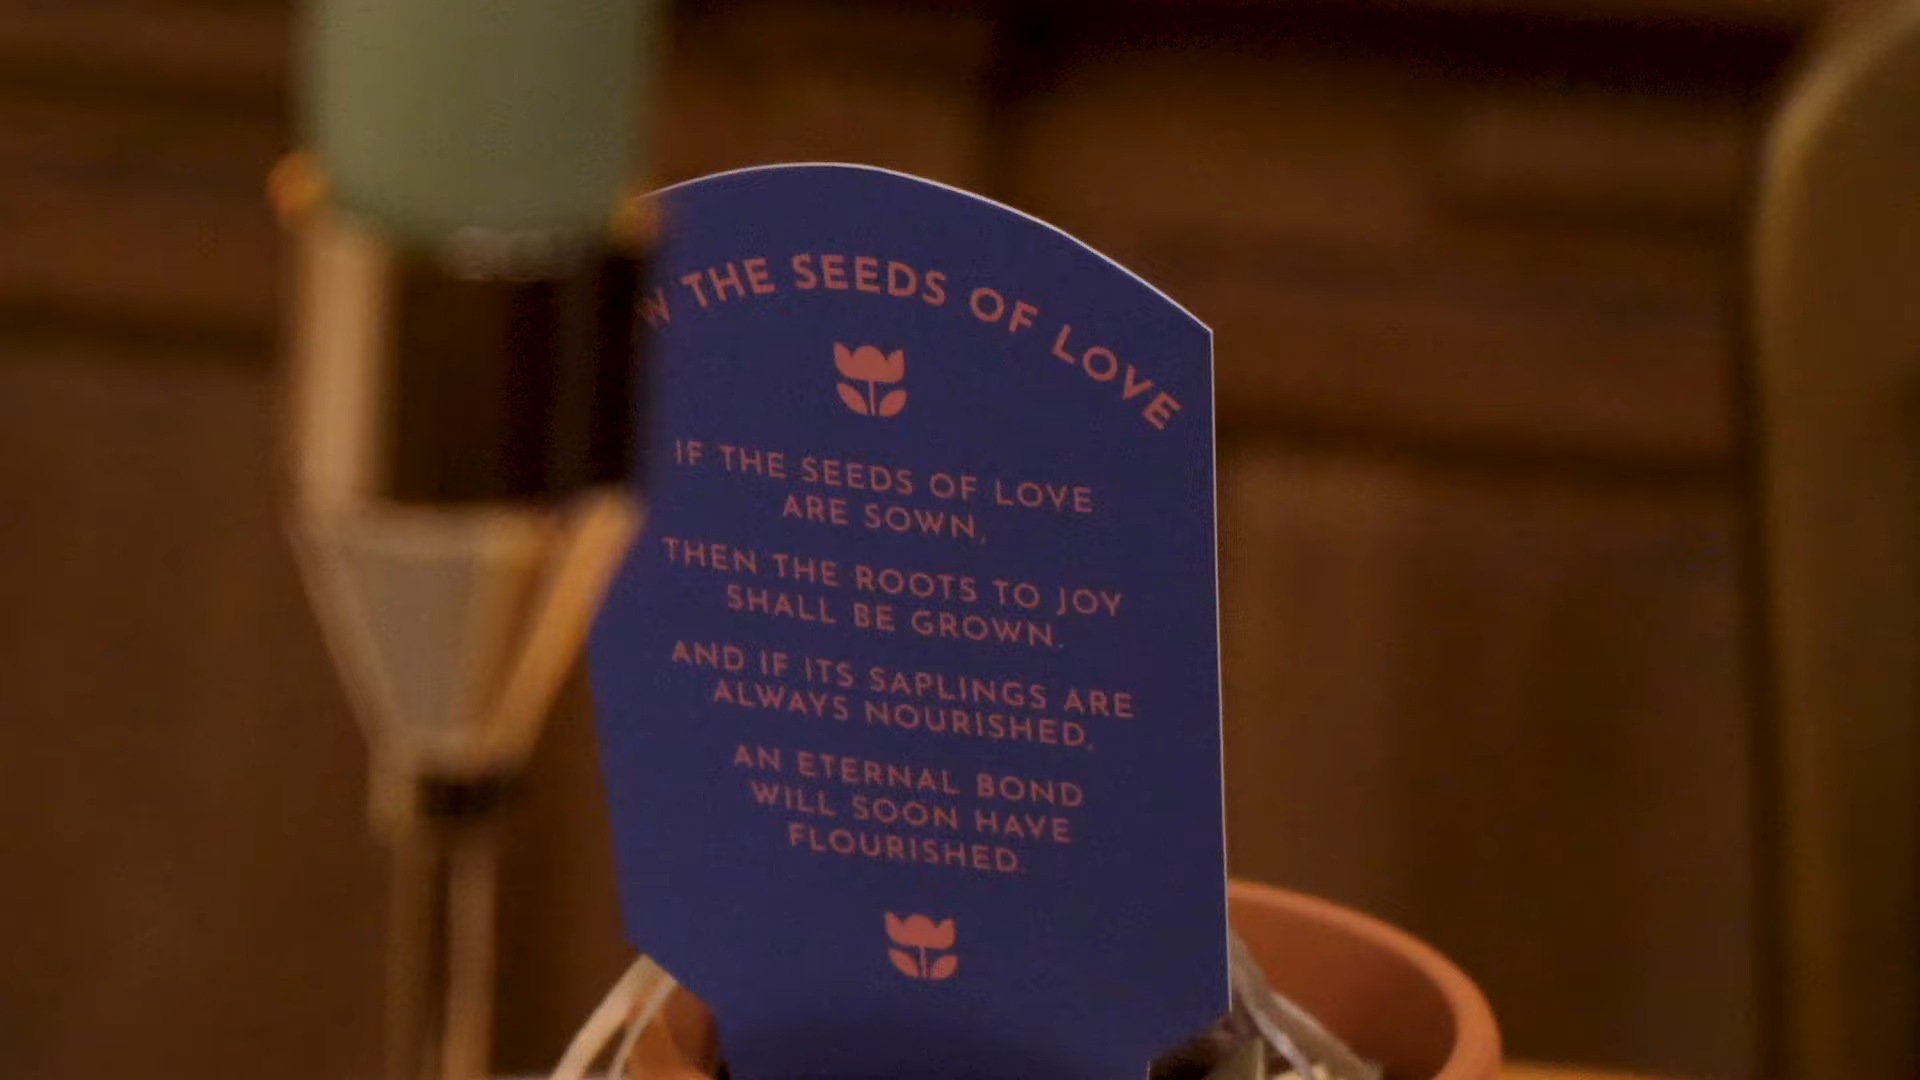 THE SEEDS OF LOVE
IF THE SEEDS OF LOVE
ARE SOWN,
THEN THE ROOTS TO JOY
SHALL BE GROWN.
AND IF ITS SAPLINGS ARE
ALWAYS NOURISHED,
AN ETERNAL BOND
WILL SOON HAVE
FLOURISHED.